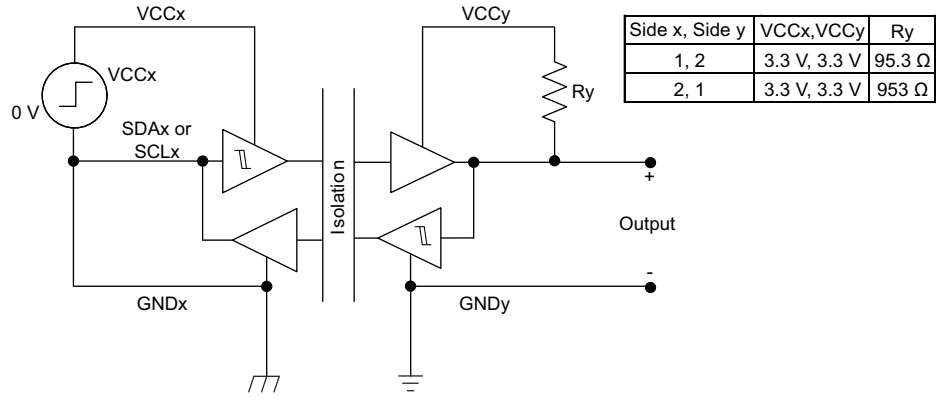 VCCx
VCCy
Side x, Side y VCCx,VCCy Ry
1, 2 3.3 V, 3.3 V 95.3 Ω
2, 1 3.3 V, 3.3 V 953 Ω
VCCx
0 V
Ry
SDAx or
SCLx
Isolation
+
Output
-
GNDx
GNDy